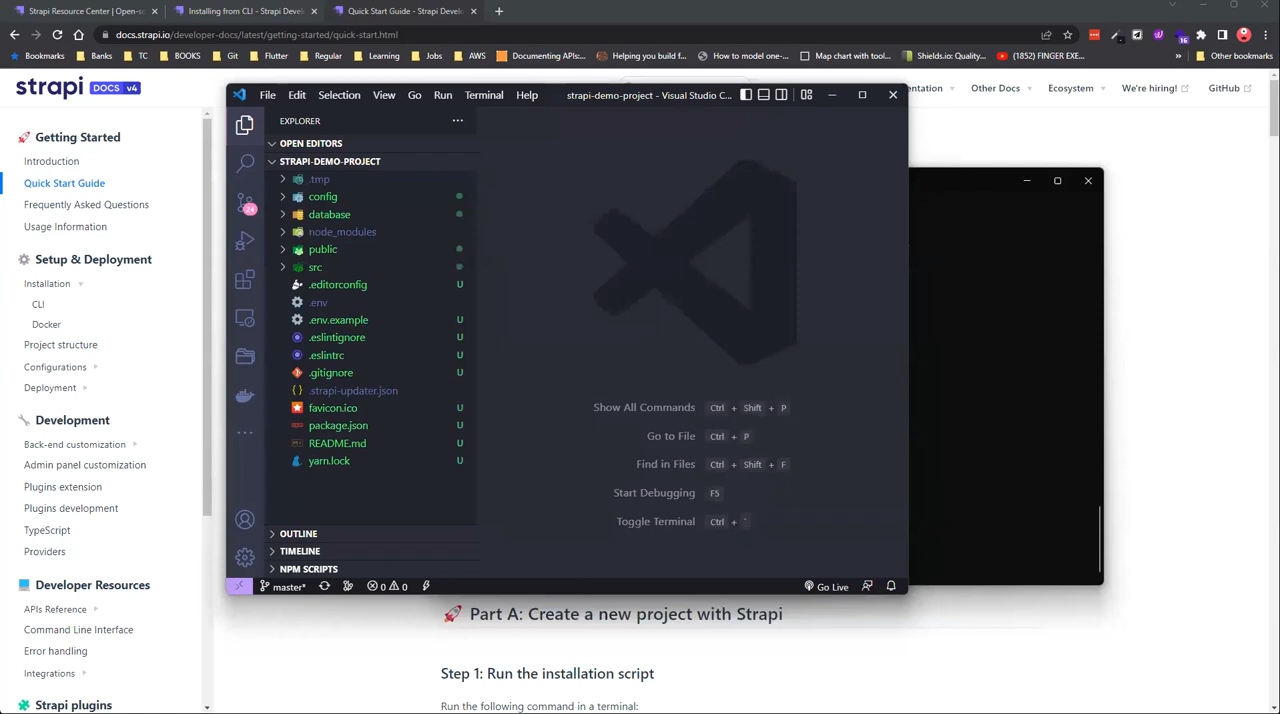 Strapi Resource Center | Open-s
Installing from CLI - Strapi Devel
Quick Start Guide - Strapi Develo
docs.strapi.io/developer-docs/latest/getting-started/quick-start.html
16
Bookmarks
Banks
TC
BOOKS
Git
Regular
Learning
Jobs
AWS
Documenting APIs:...
Helping you build f...
How to model one-...
Map chart with tool...
Shields.io: Quality...
(1852) FINGER EXE...
»
Other bookmarks
strapi DOCS v4
entation
Other Docs
Ecosystem
We're hiring!
GitHub
Getting Started
Introduction
Quick Start Guide
Frequently Asked Questions
Usage Information
Setup & Deployment
Installation
CLI
Docker
Project structure
Configurations
Deployment
Development
Back-end customization
Admin panel customization
Plugins extension
Plugins development
TypeScript
Providers
Developer Resources
APIs Reference
Command Line Interface
Error handling
Integrations
Strapi plugins
File Edit Selection View Go Run Terminal Help
strapi-demo-project - Visual Studio C...
EXPLORER
OPEN EDITORS
STRAPI-DEMO-PROJECT
.tmp
config
database
node_modules
public
src
.editorconfig U
.env
.env.example U
.eslintignore U
.eslintrc U
.gitignore U
.strapi-updater.json
favicon.ico U
package.json U
README.md U
yarn.lock U
OUTLINE
TIMELINE
NPM SCRIPTS
24
Show All Commands Ctrl + Shift + P
Go to File Ctrl + P
Find in Files Ctrl + Shift + F
Start Debugging F5
Toggle Terminal Ctrl + `
master*
0 0
Go Live
Part A: Create a new project with Strapi
Step 1: Run the installation script
Run the following command in a terminal: